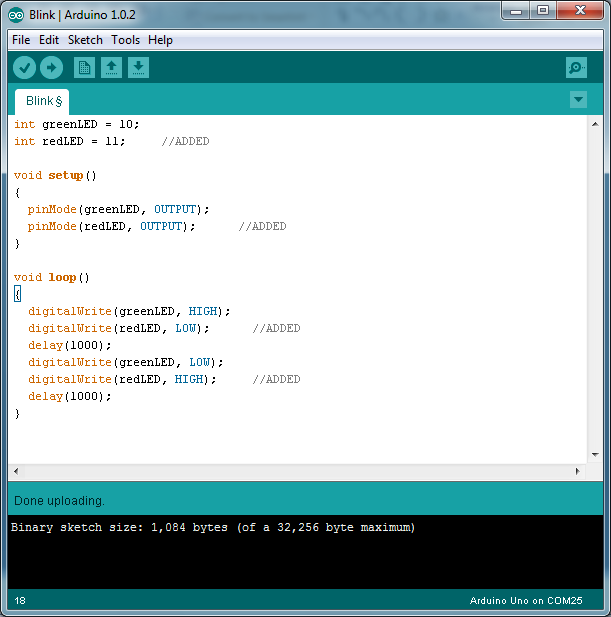 Blink | Arduino 1.0.2
File Edit Sketch Tools Help
Blink §
int greenLED = 10;
int redLED = 11;     //ADDED
void setup()
{
  pinMode(greenLED, OUTPUT);
  pinMode(redLED, OUTPUT);      //ADDED
}
void loop()
{
  digitalWrite(greenLED, HIGH);
  digitalWrite(redLED, LOW);      //ADDED
  delay(1000);
  digitalWrite(greenLED, LOW);
  digitalWrite(redLED, HIGH);     //ADDED
  delay(1000);
}
Done uploading.
Binary sketch size: 1,084 bytes (of a 32,256 byte maximum)
18 Arduino Uno on COM25